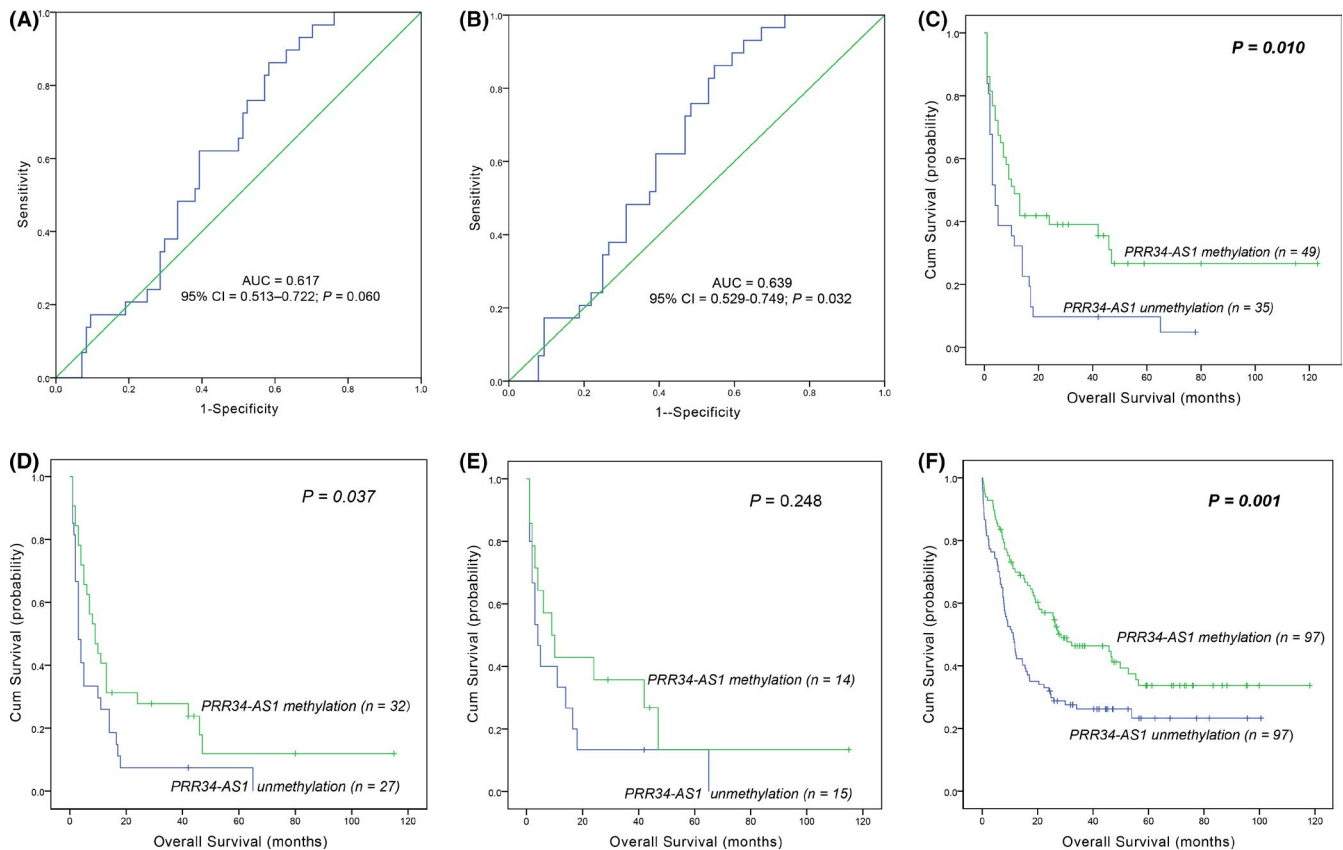 (A)
1.0
0.8
0.6
0.4
0.2
0.0
Sensitivity
AUC = 0.617
95% CI = 0.513–0.722; P = 0.060
0.0 0.2 0.4 0.6 0.8 1.0
1-Specificity
(B)
1.0
0.8
0.6
0.4
0.2
0.0
Sensitivity
AUC = 0.639
95% CI = 0.529-0.749; P = 0.032
0.0 0.2 0.4 0.6 0.8 1.0
1--Specificity
(C)
P = 0.010
1.0
0.8
0.6
0.4
0.2
0.0
Cum Survival (probability)
PRR34-AS1 methylation (n = 49)
PRR34-AS1 unmethylation (n = 35)
0 20 40 60 80 100 120
Overall Survival (months)
(D)
P = 0.037
1.0
0.8
0.6
0.4
0.2
0.0
Cum Survival (probability)
PRR34-AS1 methylation (n = 32)
PRR34-AS1 unmethylation (n = 27)
0 20 40 60 80 100 120
Overall Survival (months)
(E)
P = 0.248
1.0
0.8
0.6
0.4
0.2
0.0
Cum Survival (probability)
PRR34-AS1 methylation (n = 14)
PRR34-AS1 unmethylation (n = 15)
0 20 40 60 80 100 120
Overall Survival (months)
(F)
P = 0.001
1.0
0.8
0.6
0.4
0.2
0.0
Cum Survival (probability)
PRR34-AS1 methylation (n = 97)
PRR34-AS1 unmethylation (n = 97)
0 20 40 60 80 100 120
Overall Survival (months)